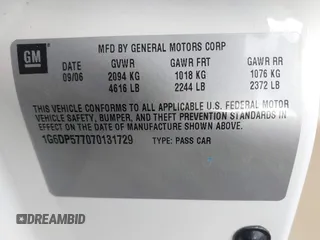 GM
MFD BY GENERAL MOTORS CORP
DATE GVWR GAWR FRT GAWR RR
09/06 2094 KG 1018 KG 1076 KG
4616 LB 2244 LB 2372 LB
THIS VEHICLE CONFORMS TO ALL APPLICABLE U.S. FEDERAL MOTOR
VEHICLE SAFETY, BUMPER, AND THEFT PREVENTION STANDARDS IN
EFFECT ON THE DATE OF MANUFACTURE SHOWN ABOVE.
1G6DP577070131729 TYPE: PASS CAR
DREAMBID